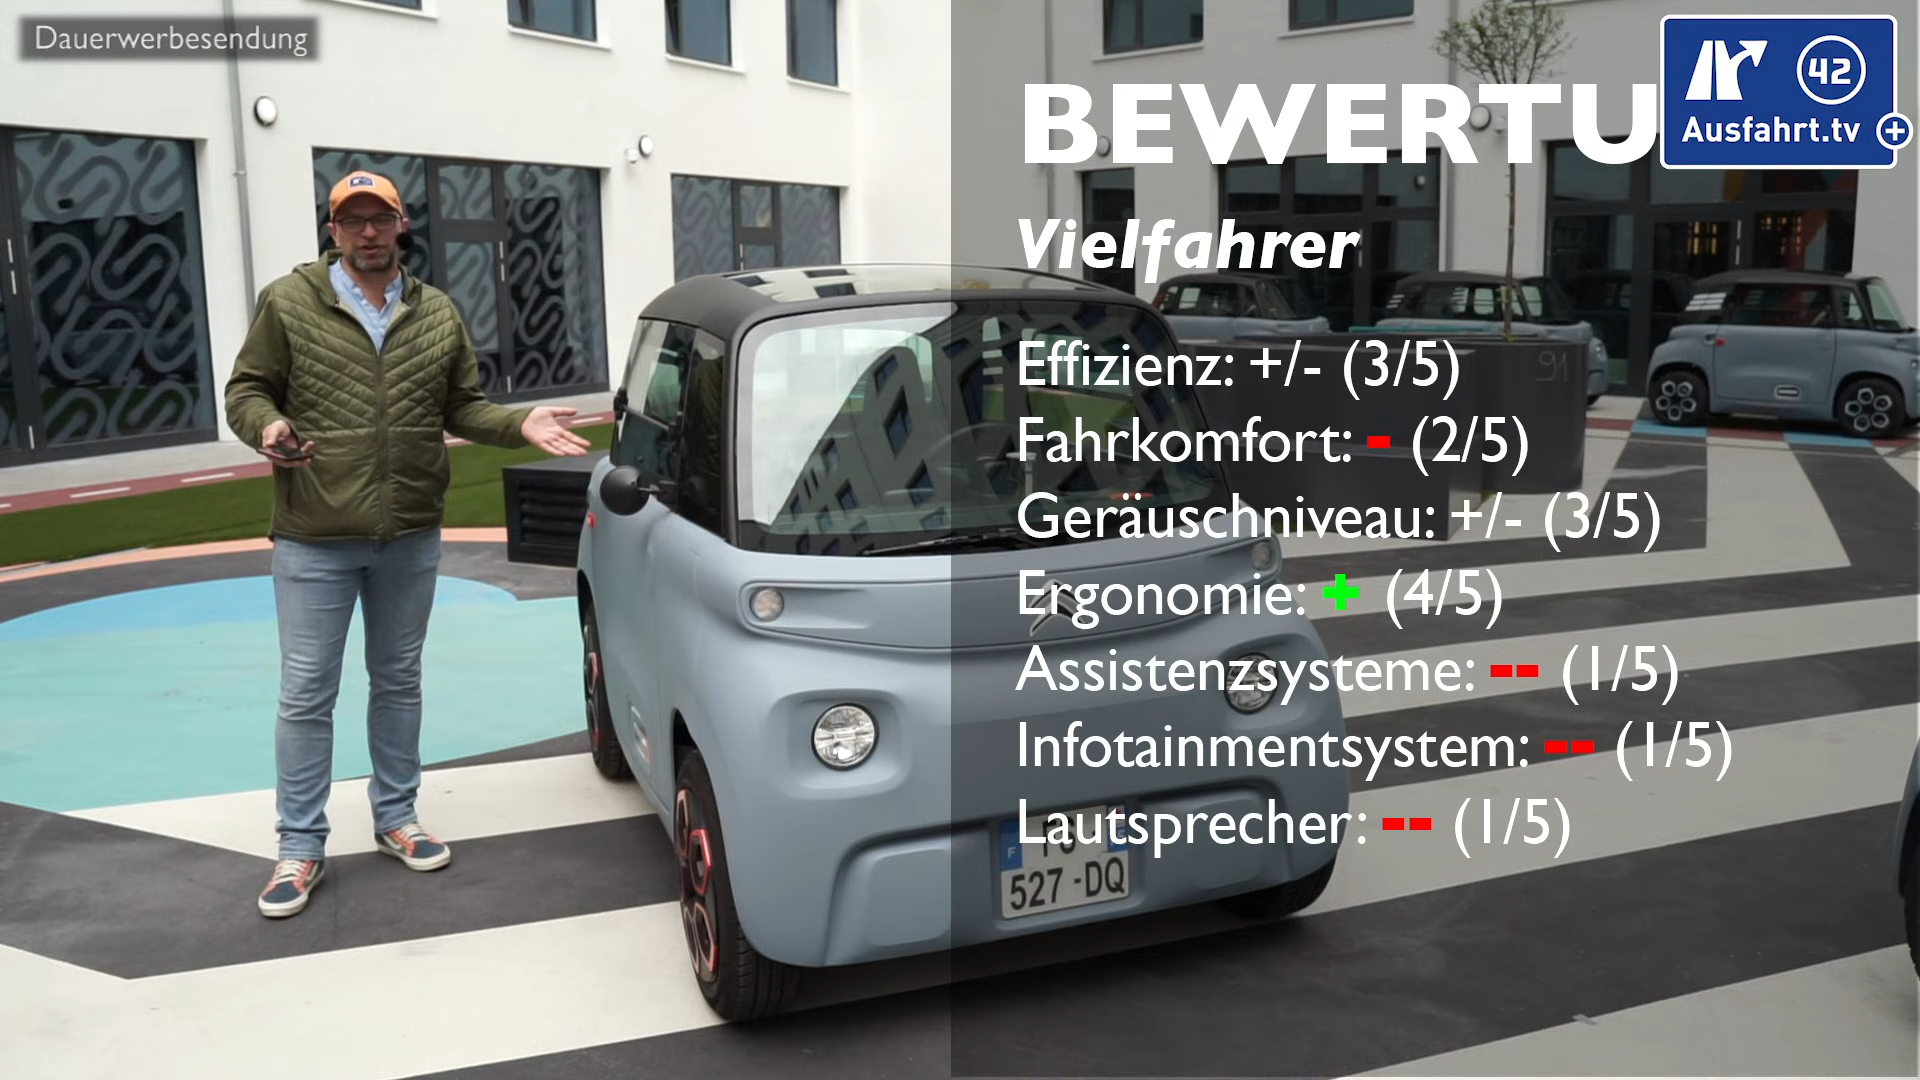 Dauerwerbesendung
BEWERTU
42
Ausfahrt.tv +
Vielfahrer
Effizienz: +/- (3/5)
Fahrkomfort: - (2/5)
Geräuschniveau: +/- (3/5)
Ergonomie: + (4/5)
Assistenzsysteme: -- (1/5)
Infotainmentsystem: -- (1/5)
Lautsprecher: -- (1/5)
91
F
527-DQ